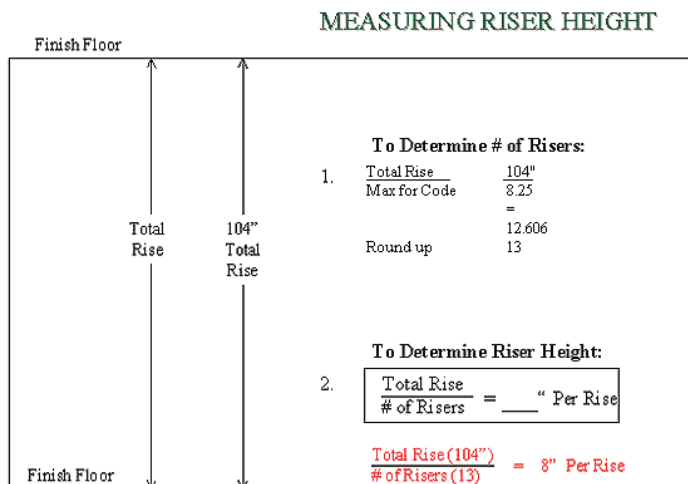 MEASURING RISER HEIGHT
Finish Floor
Total
Rise
104”
Total
Rise
To Determine # of Risers:
1.
Total Rise 104"
Max for Code 8.25
=
12.606
Round up 13
To Determine Riser Height:
2.
Total Rise
# of Risers
= ____“ Per Rise
Total Rise (104”)
# of Risers (13)
= 8” Per Rise
Finish Floor